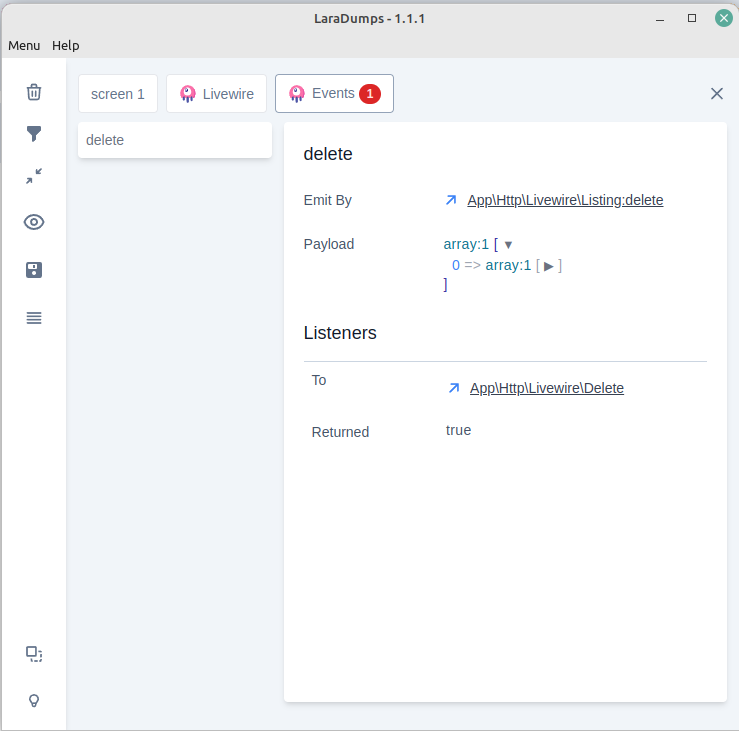 LaraDumps - 1.1.1
Menu Help
screen 1 Livewire Events 1
delete
delete
Emit By App\Http\Livewire\Listing:delete
Payload array:1 [ ▼
0 => array:1 [ ▶ ]
]
Listeners
To App\Http\Livewire\Delete
Returned true